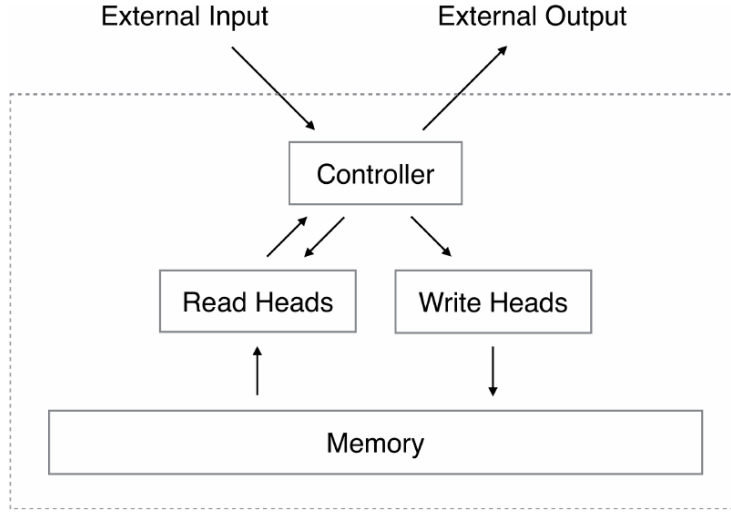 External Input
External Output
Controller
Read Heads
Write Heads
Memory